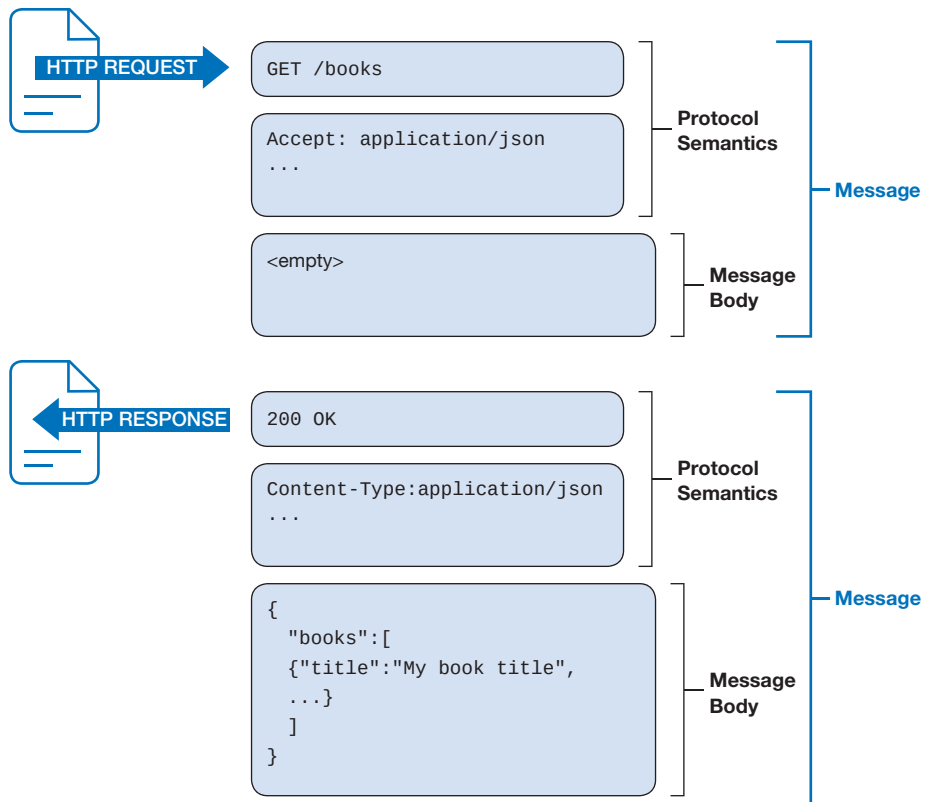 HTTP REQUEST
GET /books
Accept: application/json
...
Protocol
Semantics
Message
<empty>
Message
Body
HTTP RESPONSE
200 OK
Content-Type:application/json
...
Protocol
Semantics
Message
{
"books":[
{"title":"My book title",
...}
]
}
Message
Body